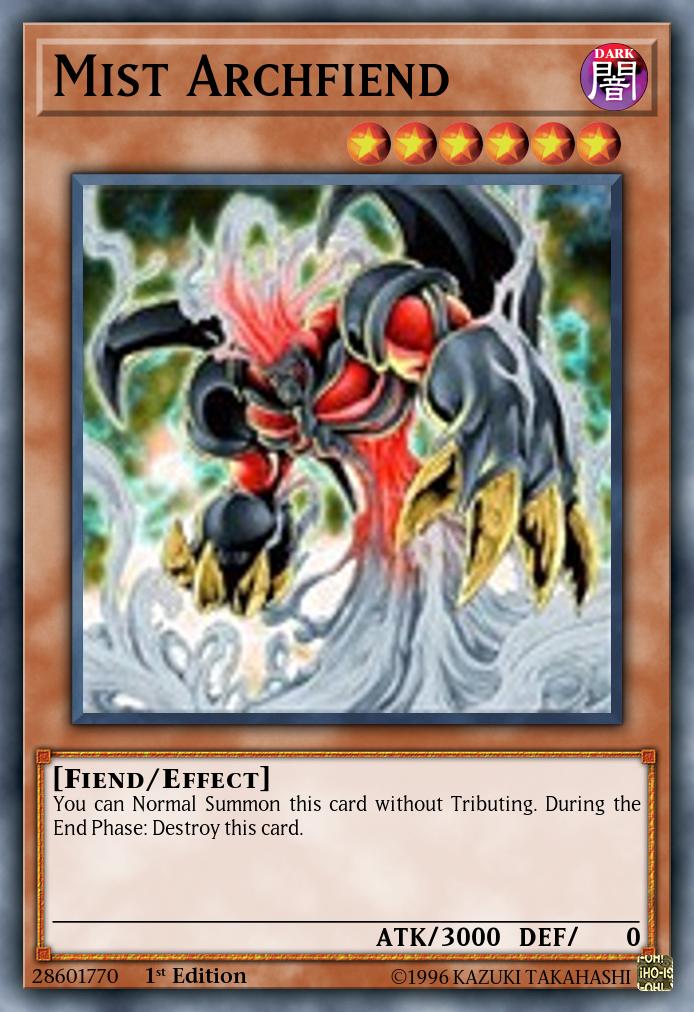 MIST ARCHFIEND
DARK
闇
[FIEND/EFFECT]
You can Normal Summon this card without Tributing. During the
End Phase: Destroy this card.
ATK/3000 DEF/ 0
28601770 1st Edition ©1996 KAZUKI TAKAHASHI